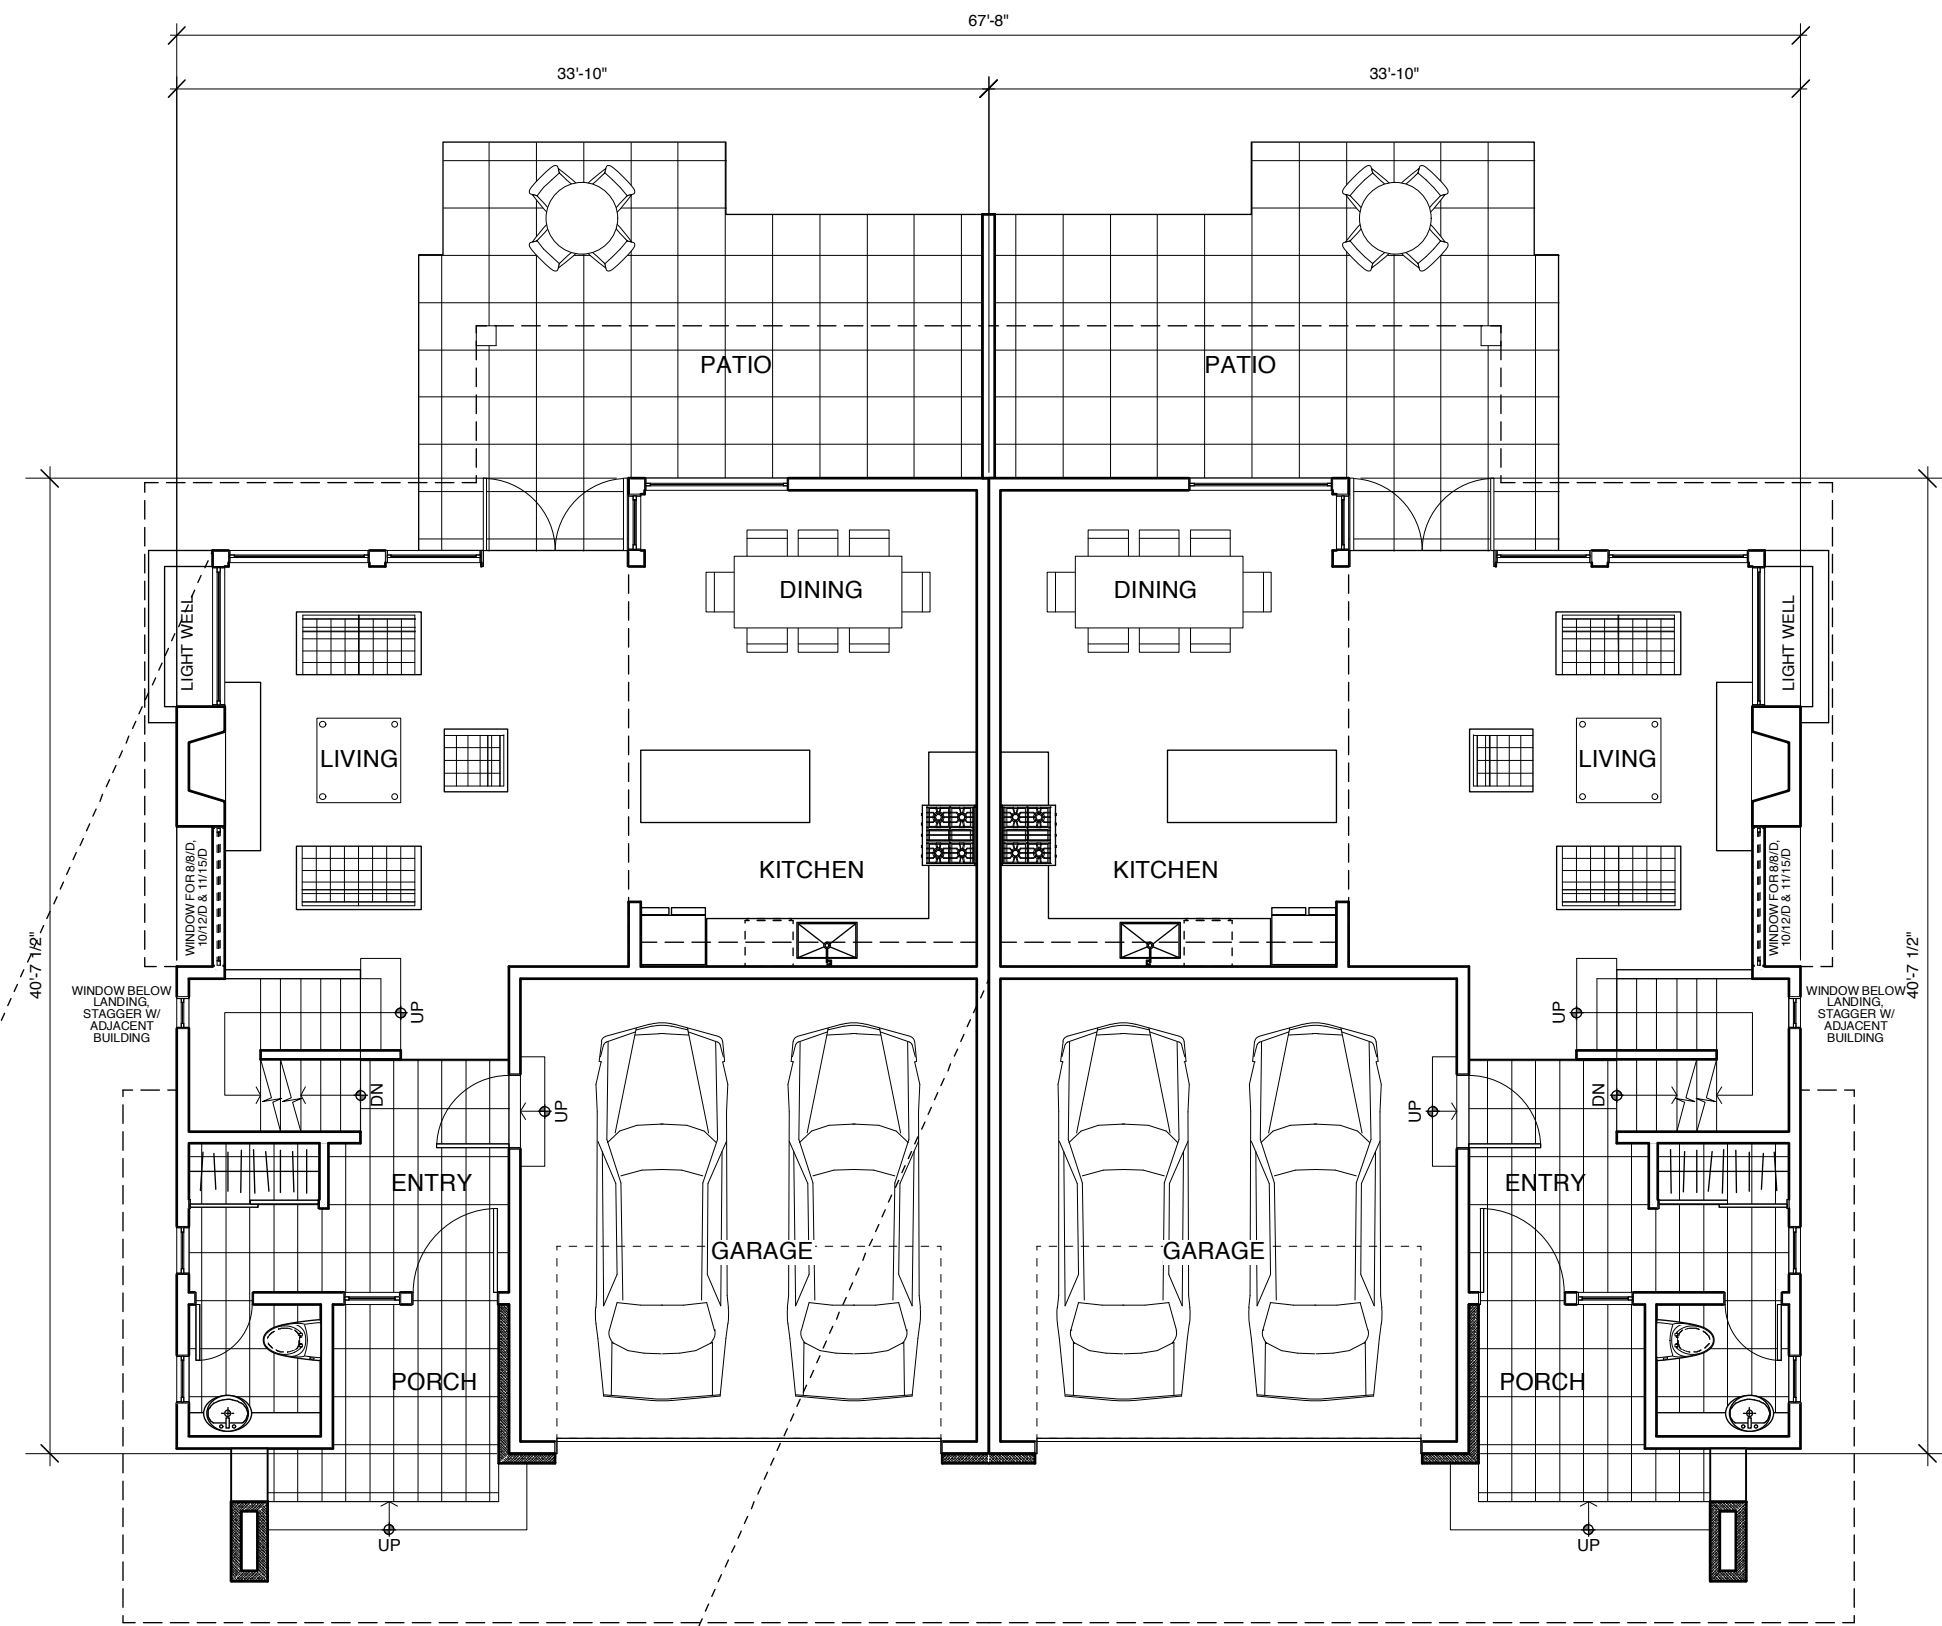 67'-8"
33'-10"
33'-10"
PATIO
PATIO
DINING
DINING
LIGHT WELL
LIGHT WELL
LIVING
LIVING
KITCHEN
KITCHEN
WINDOW FOR 8/8/D,
10/12/D & 11/15/D
WINDOW FOR 8/8/D,
10/12/D & 11/15/D
40'-7 1/2"
40'-7 1/2"
WINDOW BELOW
LANDING,
STAGGER W/
ADJACENT
BUILDING
WINDOW BELOW
LANDING,
STAGGER W/
ADJACENT
BUILDING
UP
UP
DN
DN
UP
UP
ENTRY
ENTRY
GARAGE
GARAGE
PORCH
PORCH
UP
UP